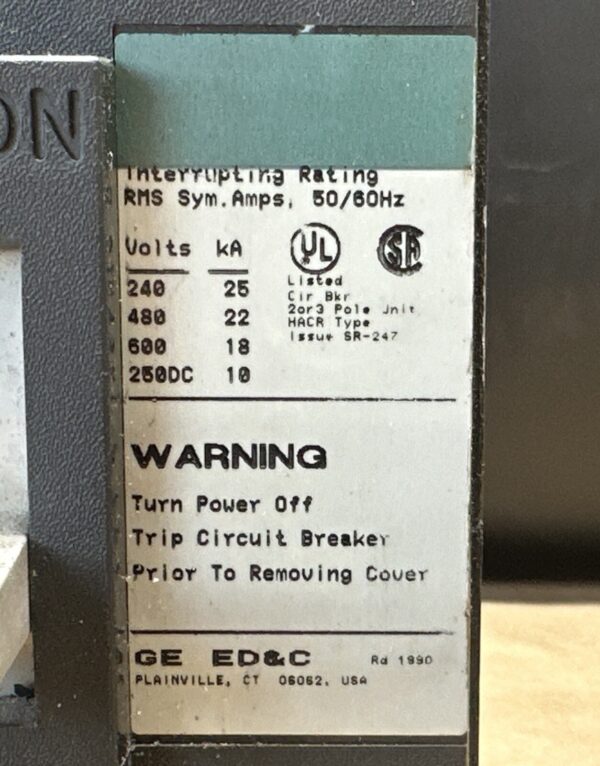 ON
Interrupting Rating
RMS Sym. Amps, 50/60Hz
Volts kA
240 25
480 22
600 18
250DC 10
UL
SA
Listed
Cir Bkr
2or3 Pole Unit
HACR Type
Issue SR-247
WARNING
Turn Power Off
Trip Circuit Breaker
Prior To Removing Cover
GE ED&C Rd 1990
PLAINVILLE, CT 06062, USA